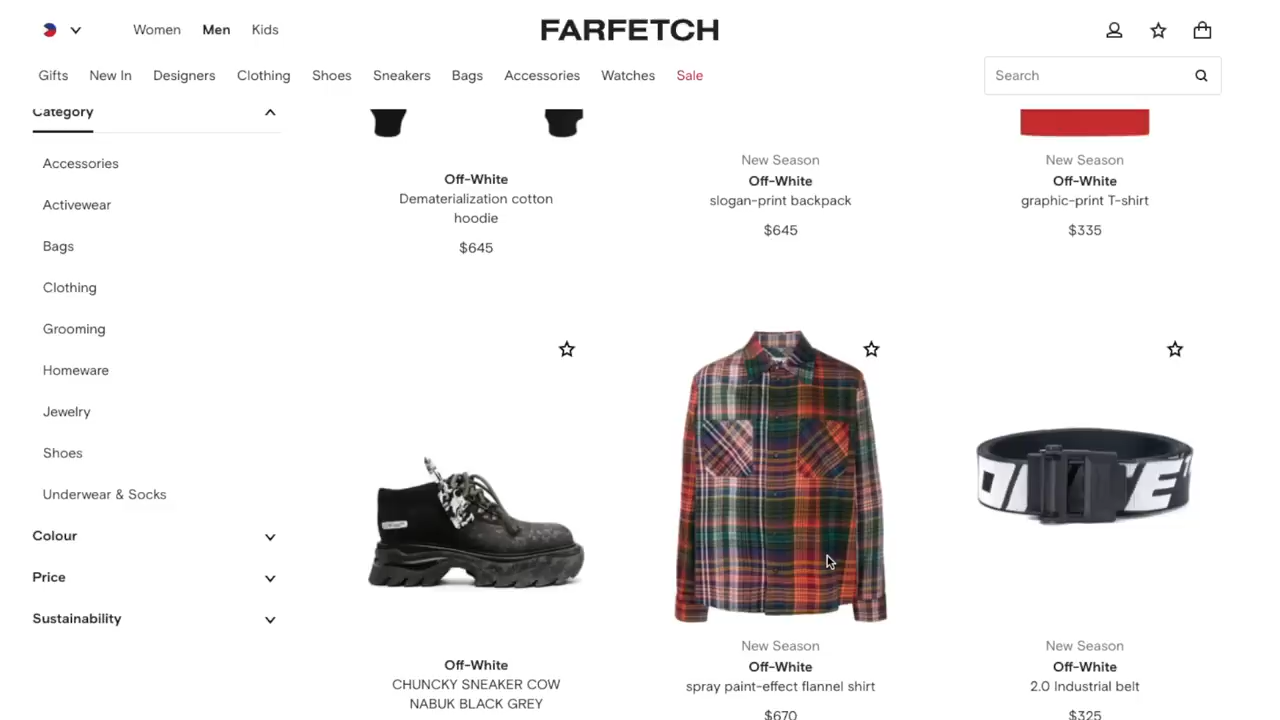 Women Men Kids
FARFETCH
Gifts New In Designers Clothing Shoes Sneakers Bags Accessories Watches Sale
Search
Category
Accessories
Activewear
Bags
Clothing
Grooming
Homeware
Jewelry
Shoes
Underwear & Socks
Colour
Price
Sustainability
Off-White
Dematerialization cotton
hoodie
$645
New Season
Off-White
slogan-print backpack
$645
New Season
Off-White
graphic-print T-shirt
$335
Off-White
CHUNCKY SNEAKER COW
NABUK BLACK GREY
New Season
Off-White
spray paint-effect flannel shirt
$670
New Season
Off-White
2.0 Industrial belt
$325